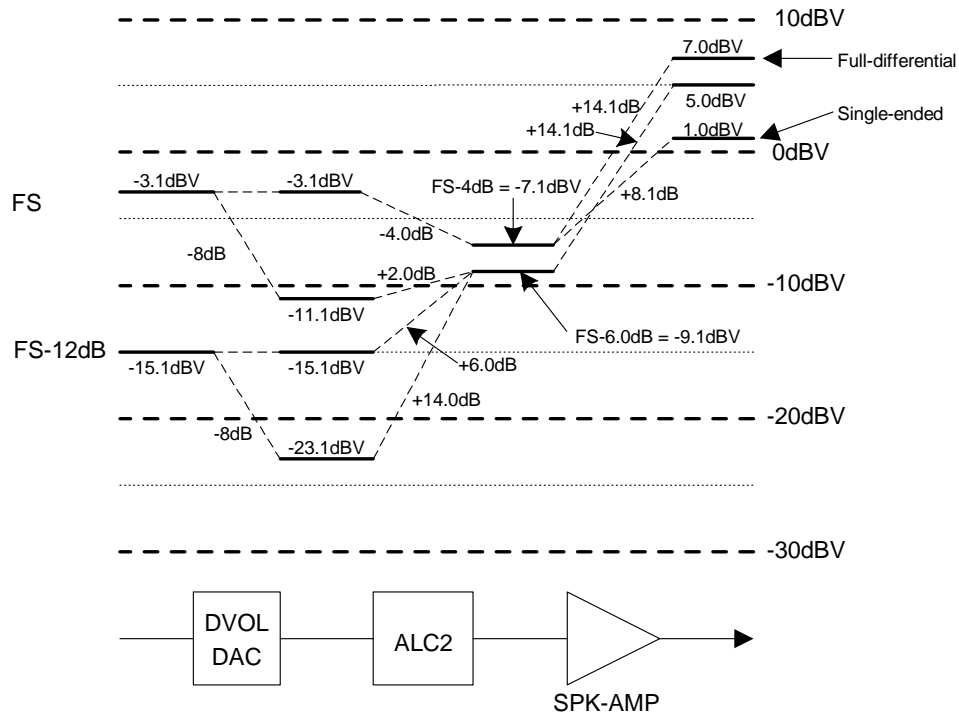 10dBV
7.0dBV
Full-differential
+14.1dB
5.0dBV
+14.1dB
Single-ended
1.0dBV
0dBV
-3.1dBV
-3.1dBV
FS-4dB = -7.1dBV
+8.1dB
FS
-4.0dB
-8dB
+2.0dB
-10dBV
-11.1dBV
FS-6.0dB = -9.1dBV
FS-12dB
-15.1dBV
-15.1dBV
+6.0dB
+14.0dB
-20dBV
-8dB
-23.1dBV
-30dBV
DVOL
DAC
ALC2
SPK-AMP